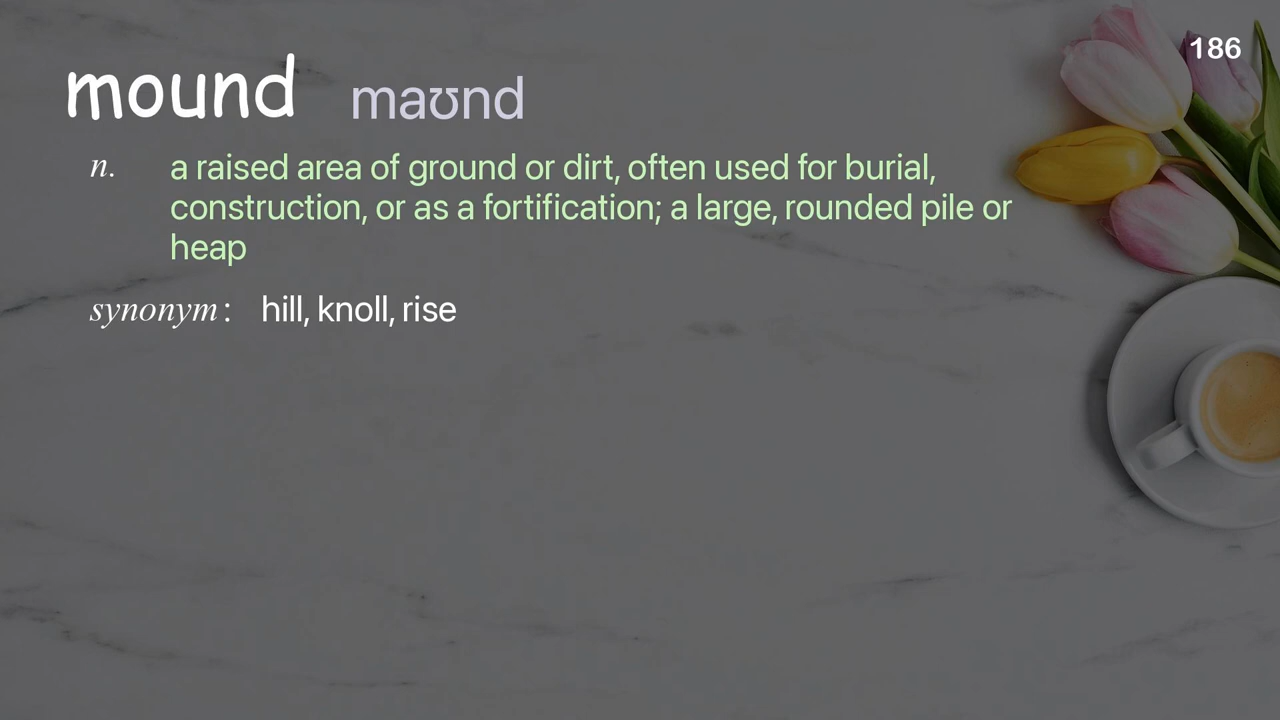 186
mound maʊnd
n. a raised area of ground or dirt, often used for burial,
construction, or as a fortification; a large, rounded pile or
heap
synonym: hill, knoll, rise